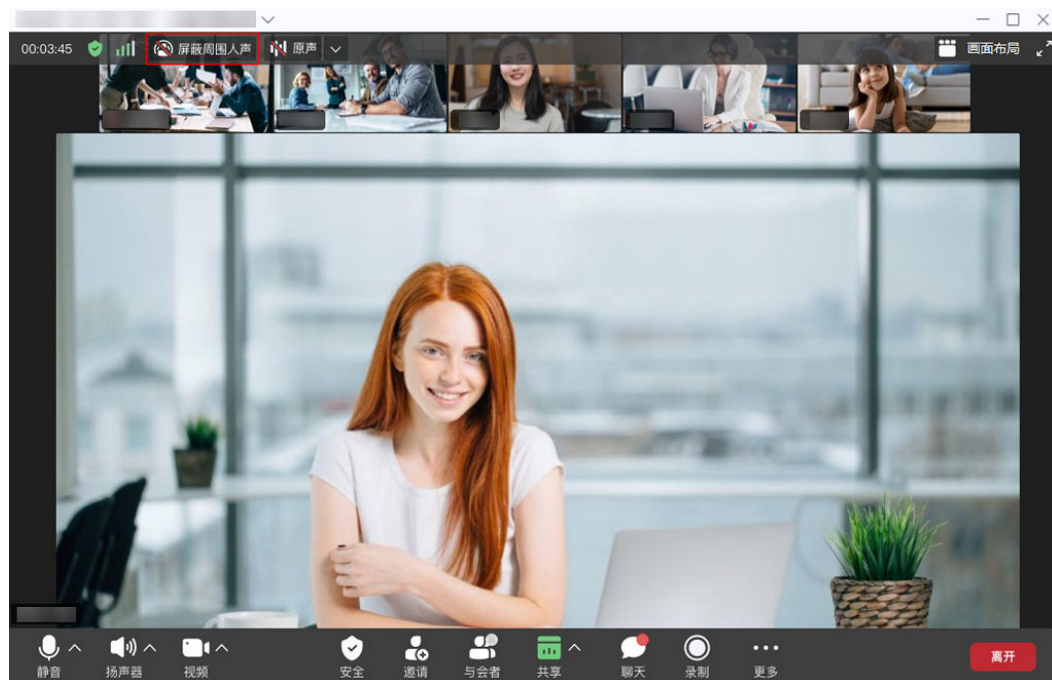 00:03:45 屏蔽周围人声 原声 画面布局
静音 扬声器 视频 安全 邀请 与会者 共享 聊天 录制 更多 离开